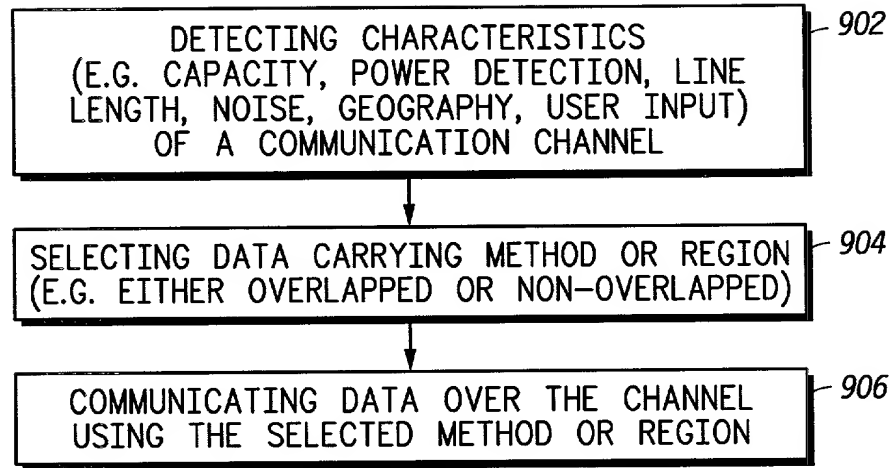 DETECTING CHARACTERISTICS
(E.G. CAPACITY, POWER DETECTION, LINE
LENGTH, NOISE, GEOGRAPHY, USER INPUT)
OF A COMMUNICATION CHANNEL
902
SELECTING DATA CARRYING METHOD OR REGION
(E.G. EITHER OVERLAPPED OR NON-OVERLAPPED)
904
COMMUNICATING DATA OVER THE CHANNEL
USING THE SELECTED METHOD OR REGION
906